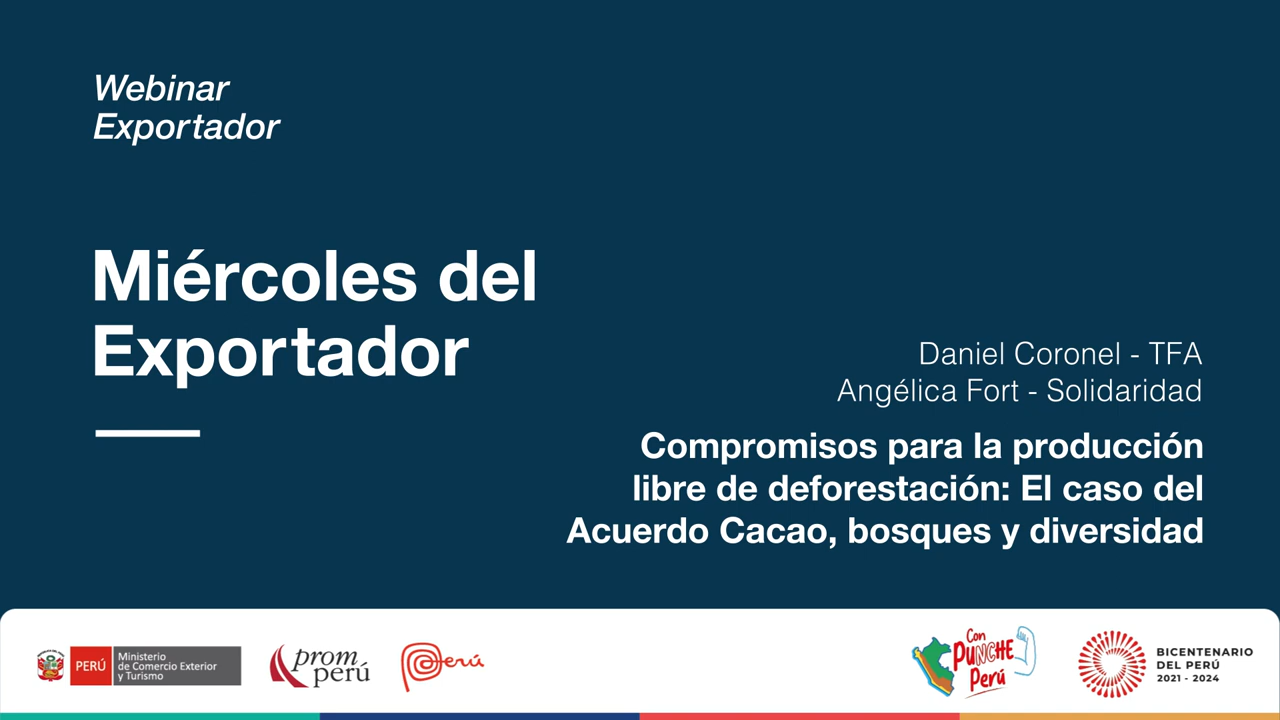 Webinar
Exportador
Miércoles del
Exportador
Daniel Coronel - TFA
Angélica Fort - Solidaridad
Compromisos para la producción
libre de deforestación: El caso del
Acuerdo Cacao, bosques y diversidad
PERÚ
Ministerio
de Comercio Exterior
y Turismo
prom
perú
Perú
Con
PUNCHE
Perú
BICENTENARIO
DEL PERÚ
2021 - 2024